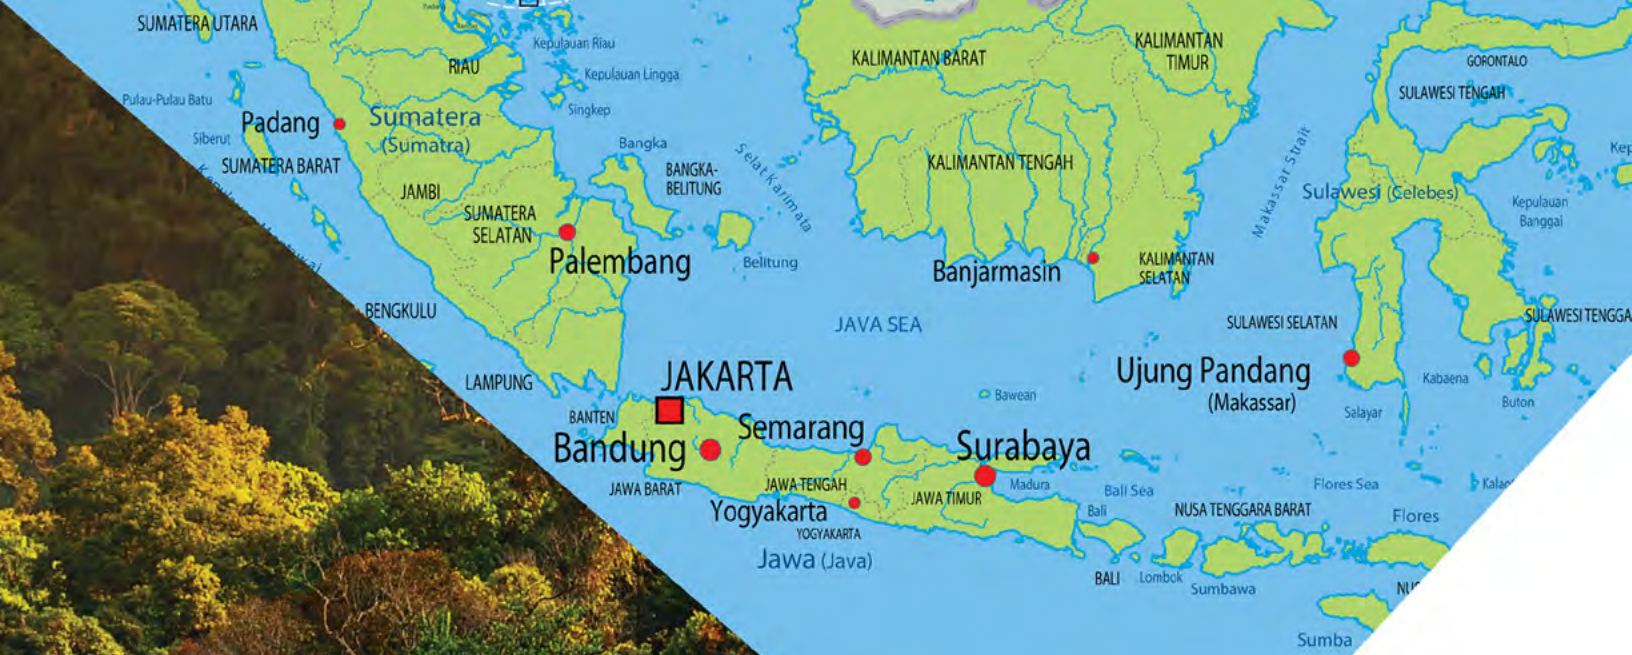 SUMATERA UTARA
Kepulauan Riau
RIAU
Kepulauan Lingga
Singkep
Pulau-Pulau Batu
Padang
Sumatera
(Sumatra)
Siberut
SUMATERA BARAT
Bangka
BANGKA-
BELITUNG
Selat Karimata
JAMBI
SUMATERA
SELATAN
Palembang
Belitung
BENGKULU
LAMPUNG
KALIMANTAN BARAT
KALIMANTAN
TIMUR
KALIMANTAN TENGAH
Banjarmasin
KALIMANTAN
SELATAN
Makassar Strait
GORONTALO
SULAWESI TENGAH
Sulawesi (Celebes)
Kepulauan
Banggai
Kep
SULAWESI SELATAN
SULAWESI TENGGA
Ujung Pandang
(Makassar)
Kabaena
Buton
Salayar
JAVA SEA
JAKARTA
BANTEN
Bandung
Semarang
Bawean
Surabaya
JAWA BARAT
JAWA TENGAH
JAWA TIMUR
Madura
Yogyakarta
YOGYAKARTA
Jawa (Java)
Bali Sea
Bali
NUSA TENGGARA BARAT
Flores Sea
Flores
BALI
Lombok
Sumbawa
Sumba